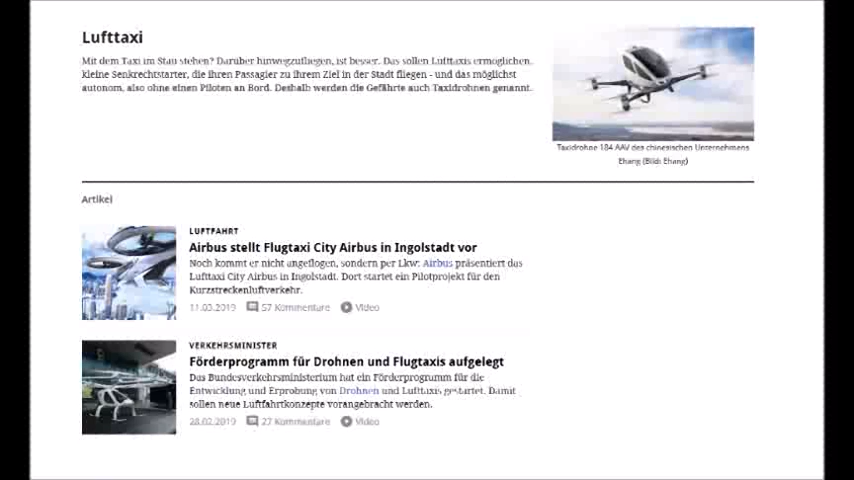 Lufttaxi
Mit dem Taxi im Stau stehen? Darüber hinwegzufliegen, ist besser. Das sollen Lufttaxis ermöglichen,
kleine Senkrechtstarter, die ihren Passagier zu ihrem Ziel in der Stadt fliegen - und das möglichst
autonom, also ohne einen Piloten an Bord. Deshalb werden die Gefährte auch Taxidrohnen genannt.
Taxidrohne 184 AAV des chinesischen Unternehmens
Ehang (Bild: Ehang)
Artikel
LUFTFAHRT
Airbus stellt Flugtaxi City Airbus in Ingolstadt vor
Noch kommt er nicht angeflogen, sondern per Lkw: Airbus präsentiert das
Lufttaxi City Airbus in Ingolstadt. Dort startet ein Pilotprojekt für den
Kurzstreckenluftverkehr.
11.03.2019 57 Kommentare Video
VERKEHRSMINISTER
Förderprogramm für Drohnen und Flugtaxis aufgelegt
Das Bundesverkehrsministerium hat ein Förderprogramm für die
Entwicklung und Erprobung von Drohnen und Lufttaxis gestartet. Damit
sollen neue Luftfahrtkonzepte vorangebracht werden.
28.02.2019 27 Kommentare Video